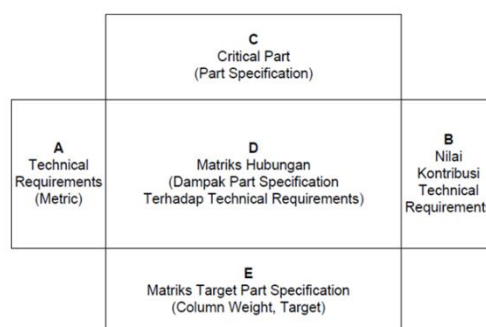 C
Critical Part
(Part Specification)
A
Technical
Requirements
(Metric)
D
Matriks Hubungan
(Dampak Part Specification
Terhadap Technical Requirements)
B
Nilai
Kontribusi
Technical
Requirement
E
Matriks Target Part Specification
(Column Weight, Target)